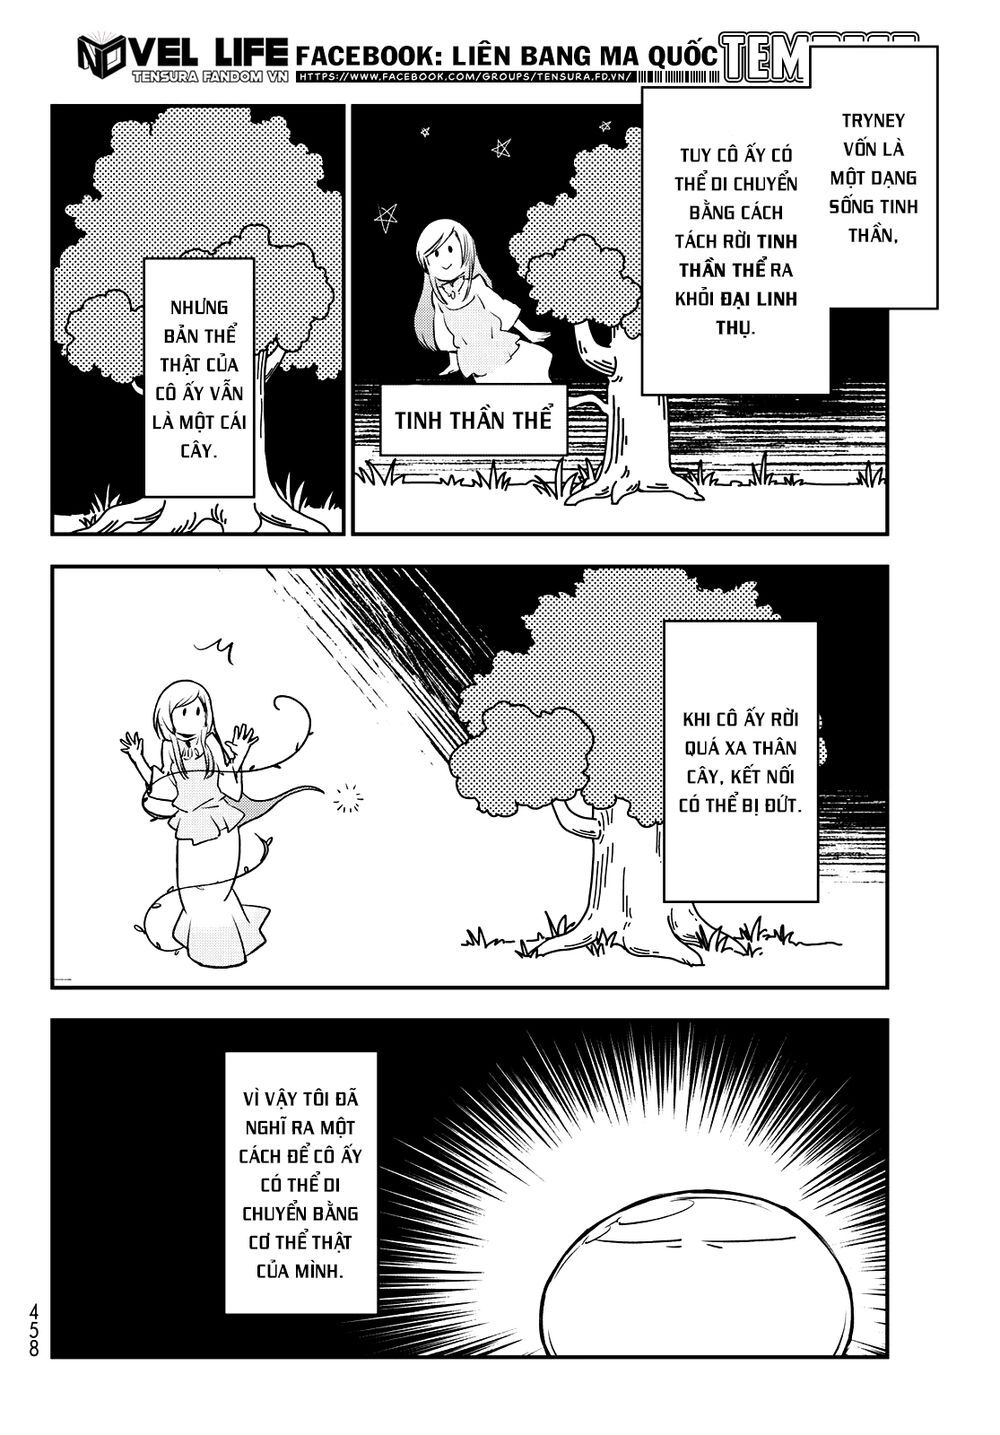 NOVEL LIFE
TENSURA FANDOM VN
FACEBOOK: LIÊN BANG MA QUỐC
HTTPS://WWW.FACEBOOK.COM/GROUPS/TENSURA.FD.VN/
TRYNEY
VỐN LÀ
MỘT DẠNG
SỐNG TINH
THẦN,
TUY CÔ ẤY CÓ
THỂ DI CHUYỂN
BẰNG CÁCH
TÁCH RỜI TINH
THẦN THỂ RA
KHỎI ĐẠI LINH
THỤ.
TINH THẦN THỂ
NHƯNG
BẢN THỂ
THẬT CỦA
CÔ ẤY VẪN
LÀ MỘT CÁI
CÂY.
KHI CÔ ẤY RỜI
QUÁ XA THÂN
CÂY, KẾT NỐI
CÓ THỂ BỊ ĐỨT.
VÌ VẬY TÔI ĐÃ
NGHĨ RA MỘT
CÁCH ĐỂ CÔ ẤY
CÓ THỂ DI
CHUYỂN BẰNG
CƠ THỂ THẬT
CỦA MÌNH.
458